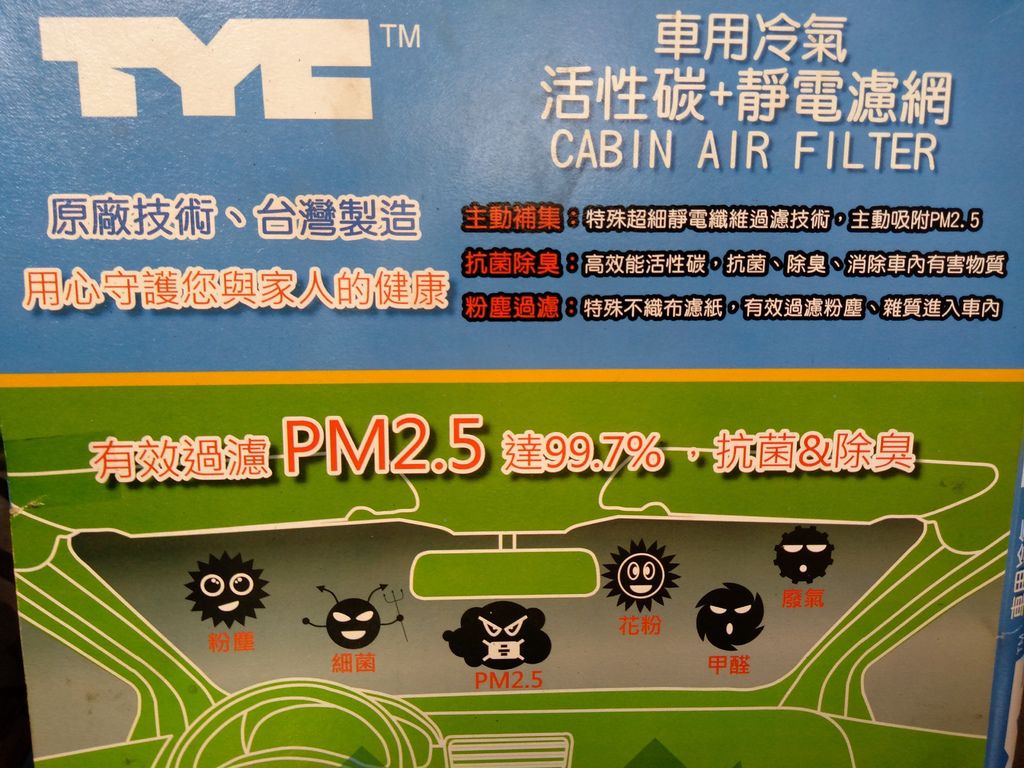 TYC TM
車用冷氣
活性碳+靜電濾網
CABIN AIR FILTER
原廠技術、台灣製造
用心守護您與家人的健康
主動補集：特殊超細靜電纖維過濾技術，主動吸附PM2.5
抗菌除臭：高效能活性碳，抗菌、除臭、消除車內有害物質
粉塵過濾：特殊不織布濾紙，有效過濾粉塵、雜質進入車內
有效過濾 PM2.5 達99.7%，抗菌&除臭
粉塵
細菌
PM2.5
花粉
甲醛
廢氣
車用冷